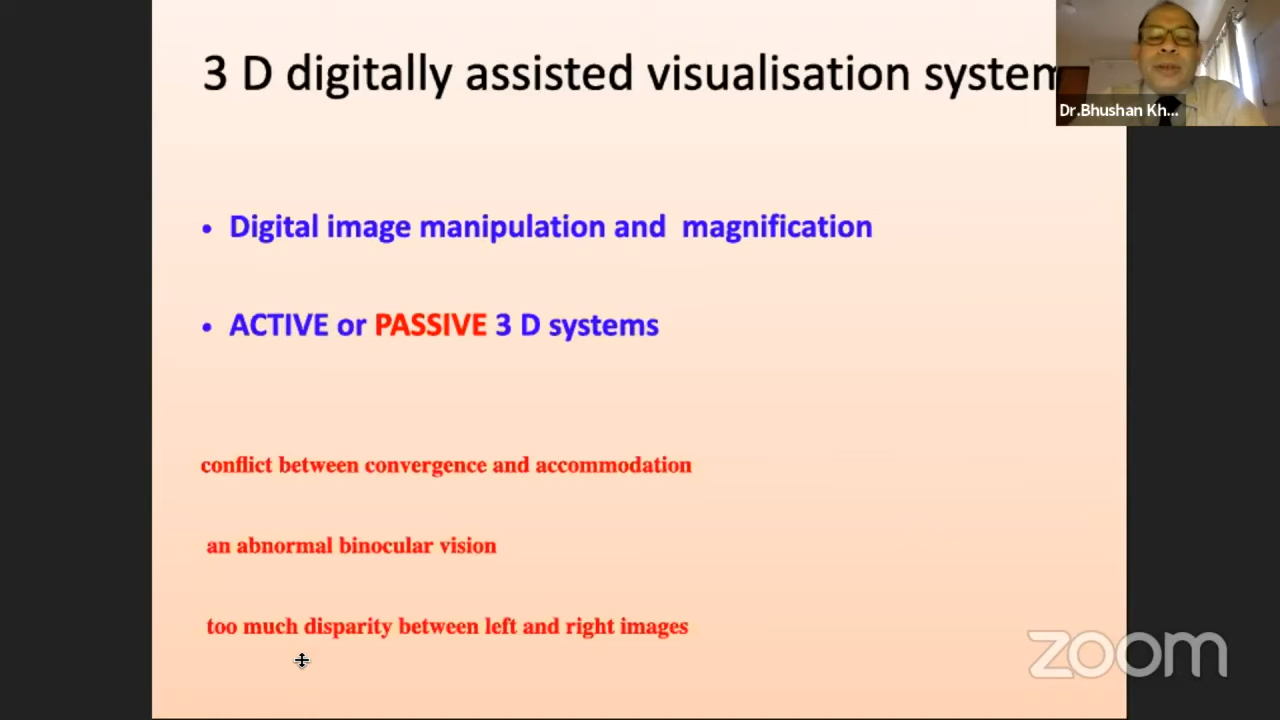 3 D digitally assisted visualisation system
Dr.Bhushan Kh...
• Digital image manipulation and magnification
• ACTIVE or PASSIVE 3 D systems
conflict between convergence and accommodation
an abnormal binocular vision
too much disparity between left and right images
zoom